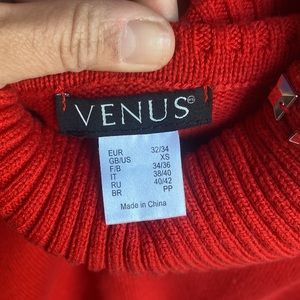 VENUS
EUR 32/34
GB/US XS
F/B 34/36
IT 38/40
RU 40/42
BR PP
Made in China